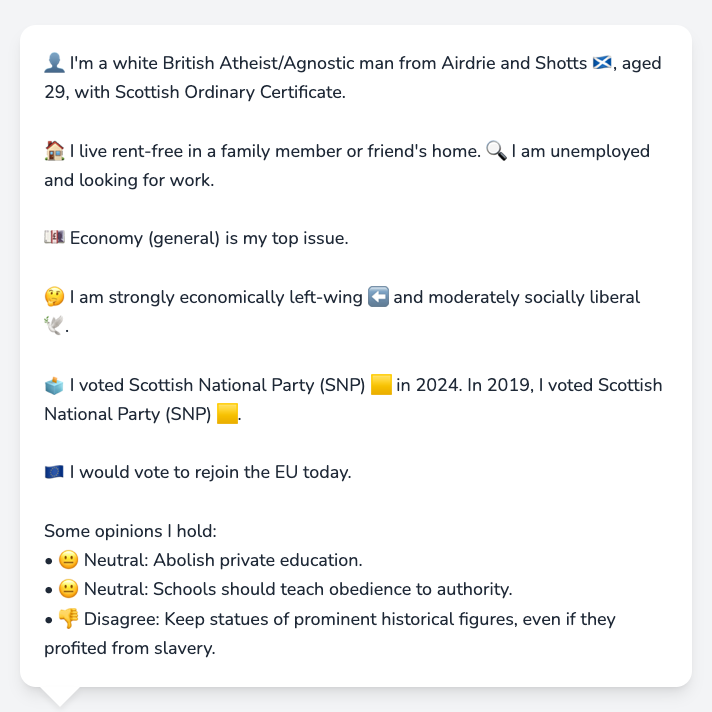 👤 I'm a white British Atheist/Agnostic man from Airdrie and Shotts 🏴󠁧󠁢󠁳󠁣󠁴󠁿, aged
29, with Scottish Ordinary Certificate.
🏠 I live rent-free in a family member or friend's home. 🔍 I am unemployed
and looking for work.
💷 Economy (general) is my top issue.
🤔 I am strongly economically left-wing ⬅️ and moderately socially liberal
🕊️.
🗳️ I voted Scottish National Party (SNP) 🟨 in 2024. In 2019, I voted Scottish
National Party (SNP) 🟨.
🇪🇺 I would vote to rejoin the EU today.
Some opinions I hold:
• 😐 Neutral: Abolish private education.
• 😐 Neutral: Schools should teach obedience to authority.
• 👎 Disagree: Keep statues of prominent historical figures, even if they
profited from slavery.